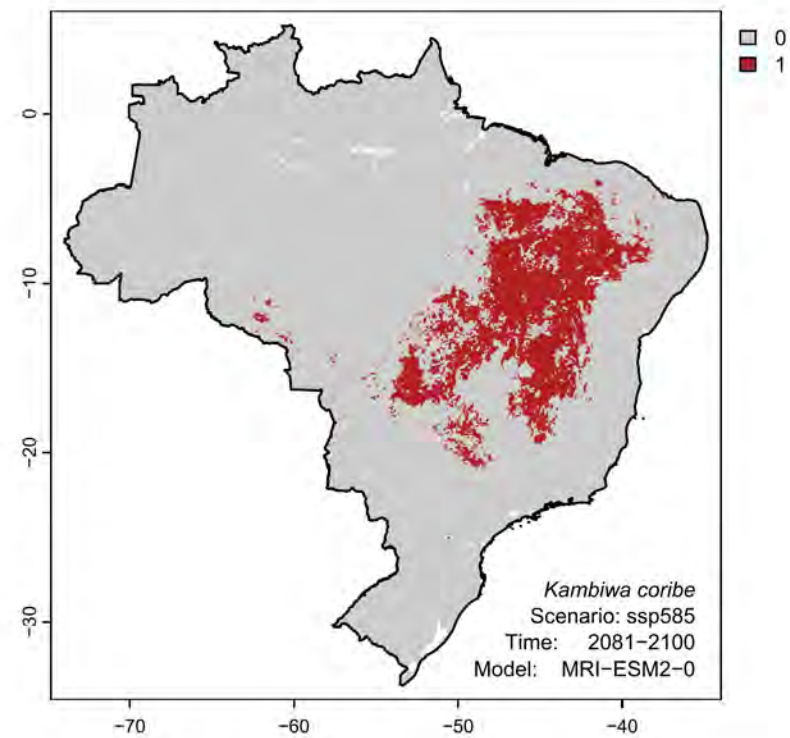 0
1
0
−10
−20
−30
Kambiwa coribe
Scenario: ssp585
Time: 2081−2100
Model: MRI−ESM2−0
−70 −60 −50 −40